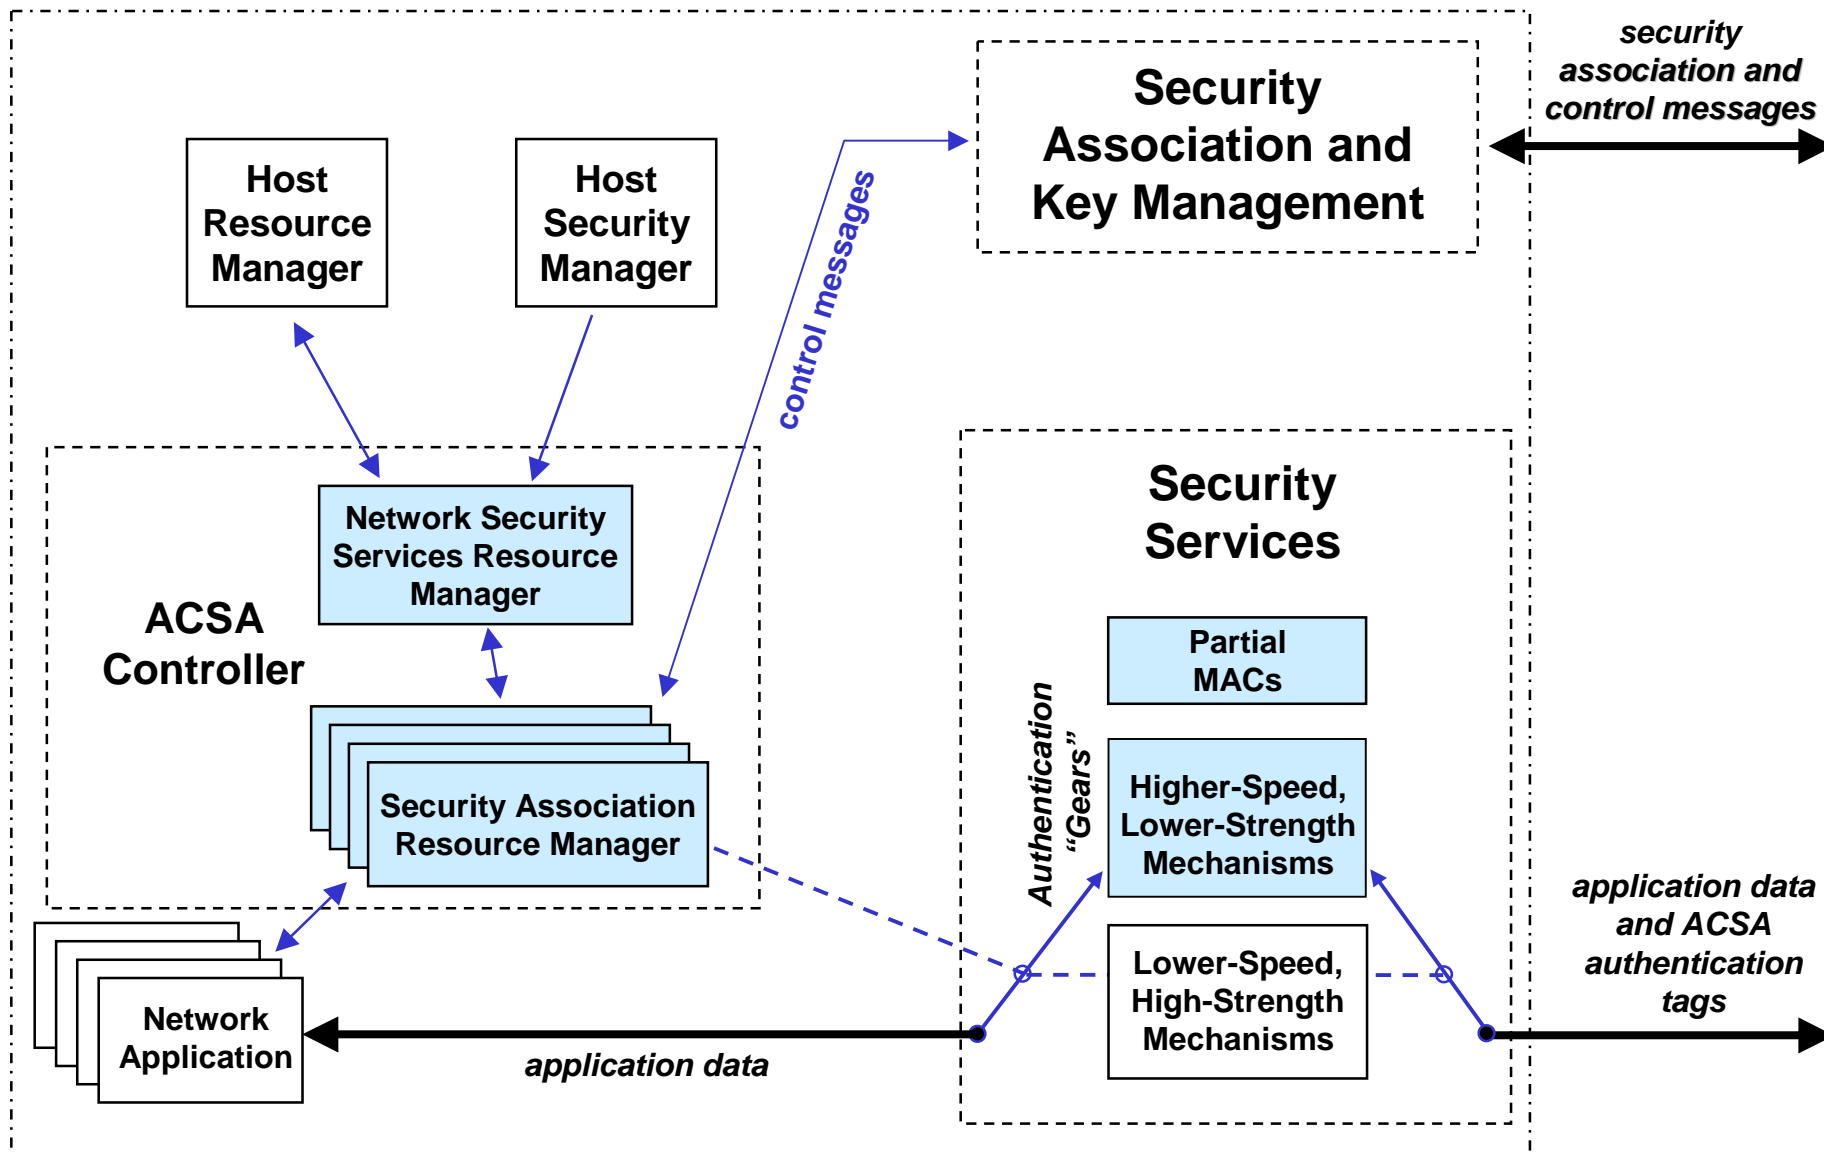 security
association and
control messages
Security
Association and
Key Management
Host
Resource
Manager
Host
Security
Manager
control messages
Network Security
Services Resource
Manager
ACSA
Controller
Security Association
Resource Manager
Security
Services
Partial
MACs
Authentication
“Gears”
Higher-Speed,
Lower-Strength
Mechanisms
Lower-Speed,
High-Strength
Mechanisms
Network
Application
application data
application data
and ACSA
authentication
tags